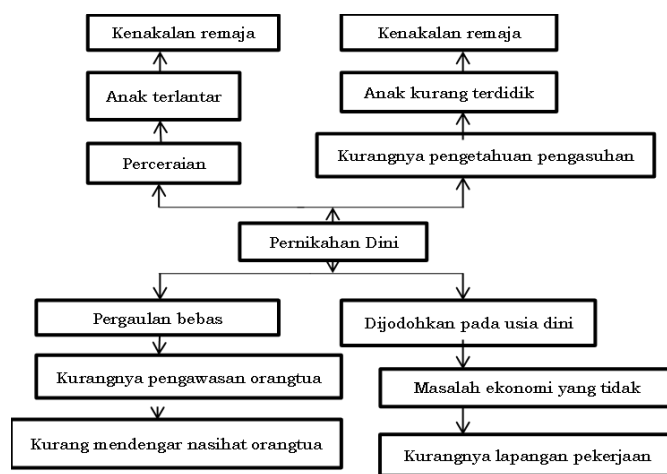 Kenakalan remaja
Kenakalan remaja
Anak terlantar
Anak kurang terdidik
Perceraian
Kurangnya pengetahuan pengasuhan
Pernikahan Dini
Pergaulan bebas
Dijodohkan pada usia dini
Kurangnya pengawasan orangtua
Masalah ekonomi yang tidak
Kurang mendengar nasihat orangtua
Kurangnya lapangan pekerjaan